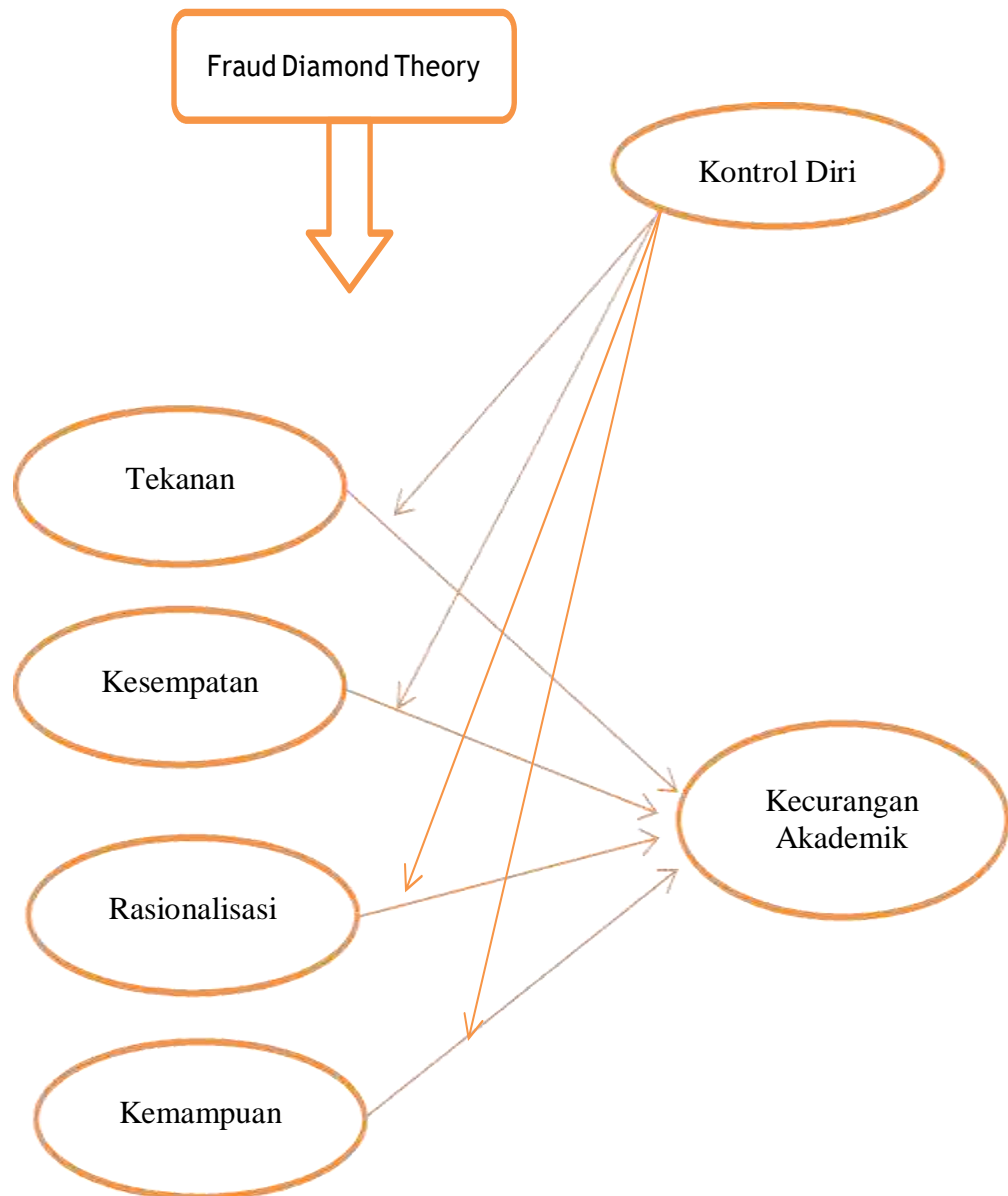 Fraud Diamond Theory
Kontrol Diri
Tekanan
Kesempatan
Kecurangan
Akademik
Rasionalisasi
Kemampuan